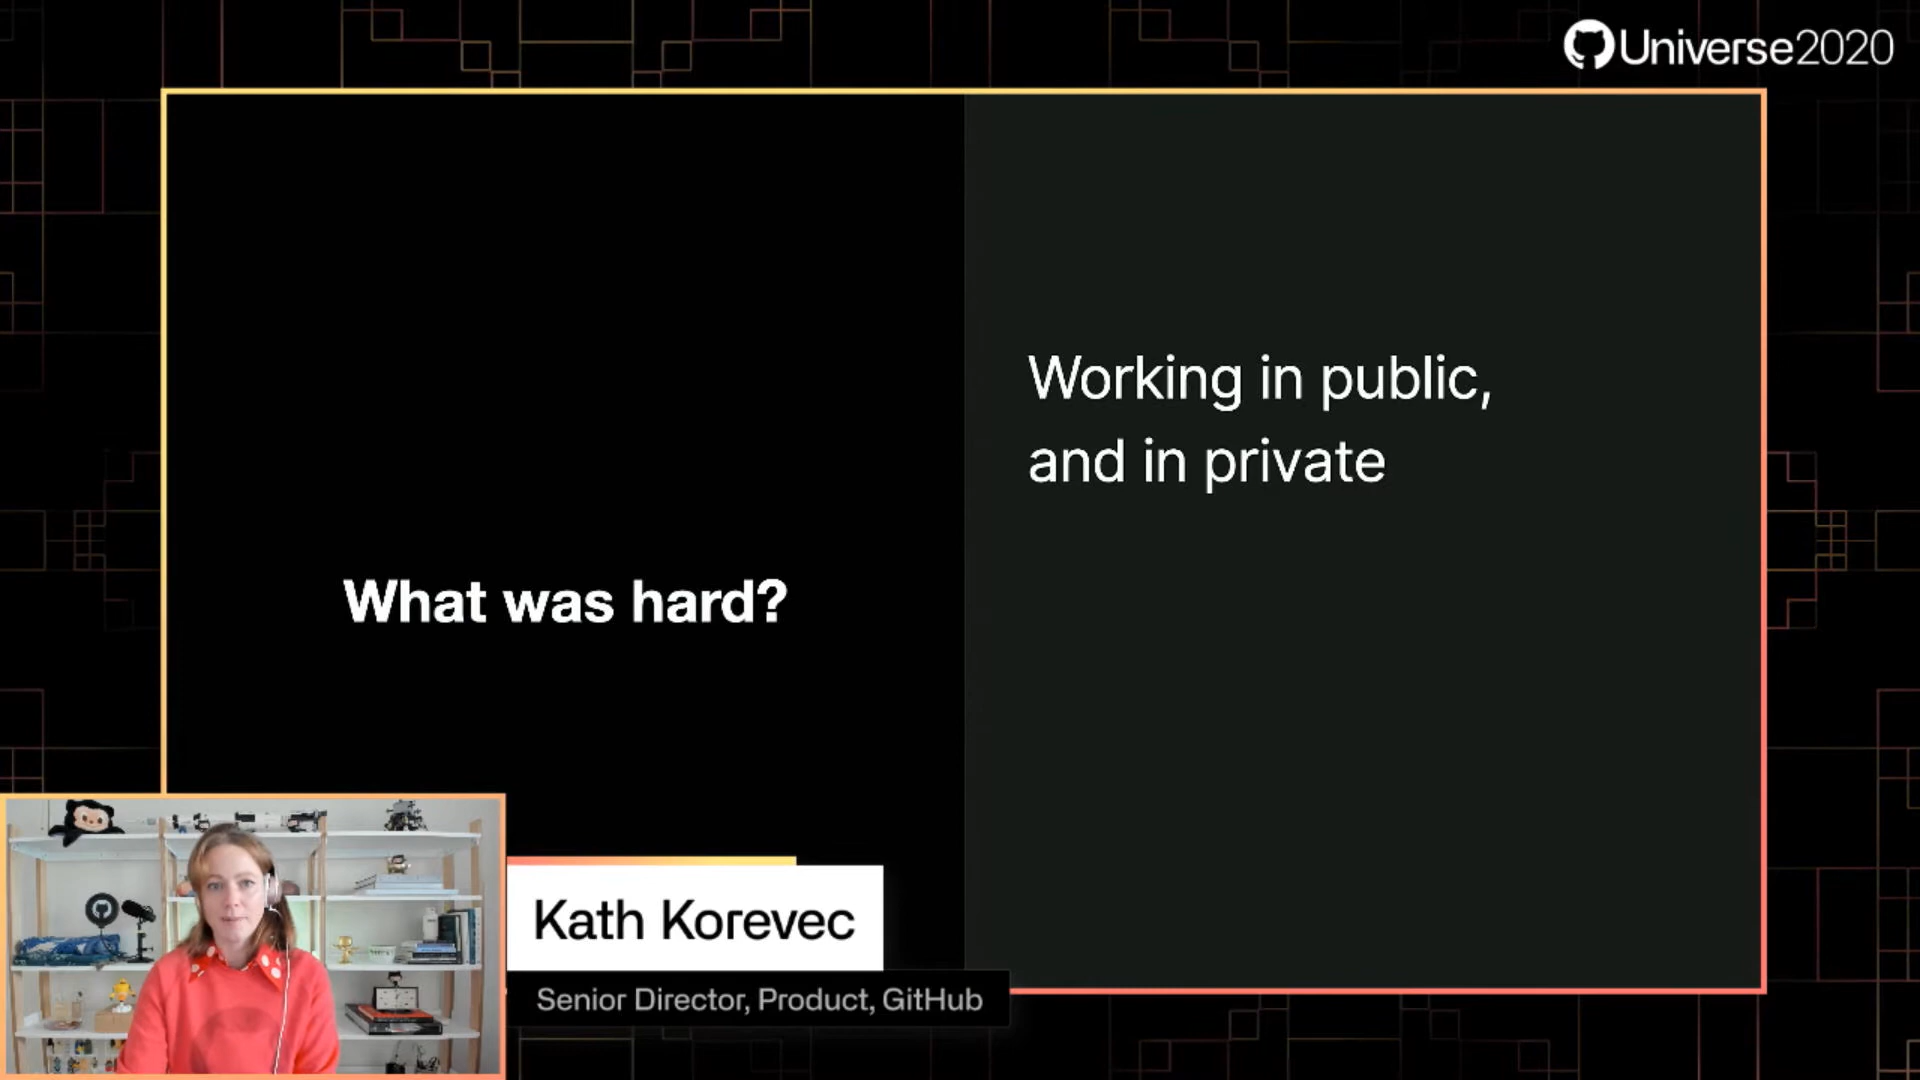 Universe2020
Working in public,
and in private
What was hard?
Kath Korevec
Senior Director, Product, GitHub